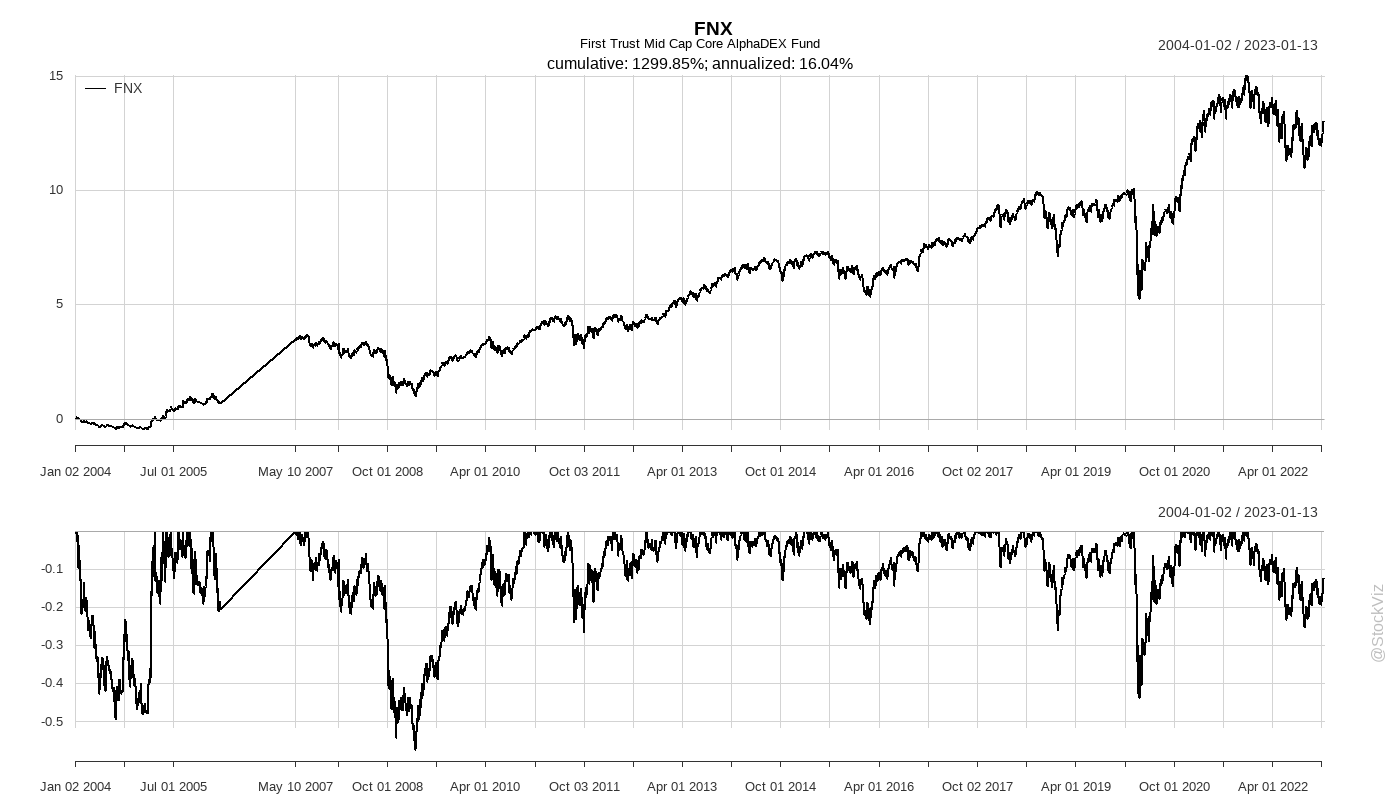 FNX
First Trust Mid Cap Core AlphaDEX Fund
2004-01-02 / 2023-01-13
cumulative: 1299.85%; annualized: 16.04%
FNX
15
10
5
0
Jan 02 2004 Jul 01 2005 May 10 2007 Oct 01 2008 Apr 01 2010 Oct 03 2011 Apr 01 2013 Oct 01 2014 Apr 01 2016 Oct 02 2017 Apr 01 2019 Oct 01 2020 Apr 01 2022
2004-01-02 / 2023-01-13
-0.1
-0.2
-0.3
-0.4
-0.5
Jan 02 2004 Jul 01 2005 May 10 2007 Oct 01 2008 Apr 01 2010 Oct 03 2011 Apr 01 2013 Oct 01 2014 Apr 01 2016 Oct 02 2017 Apr 01 2019 Oct 01 2020 Apr 01 2022
@StockViz